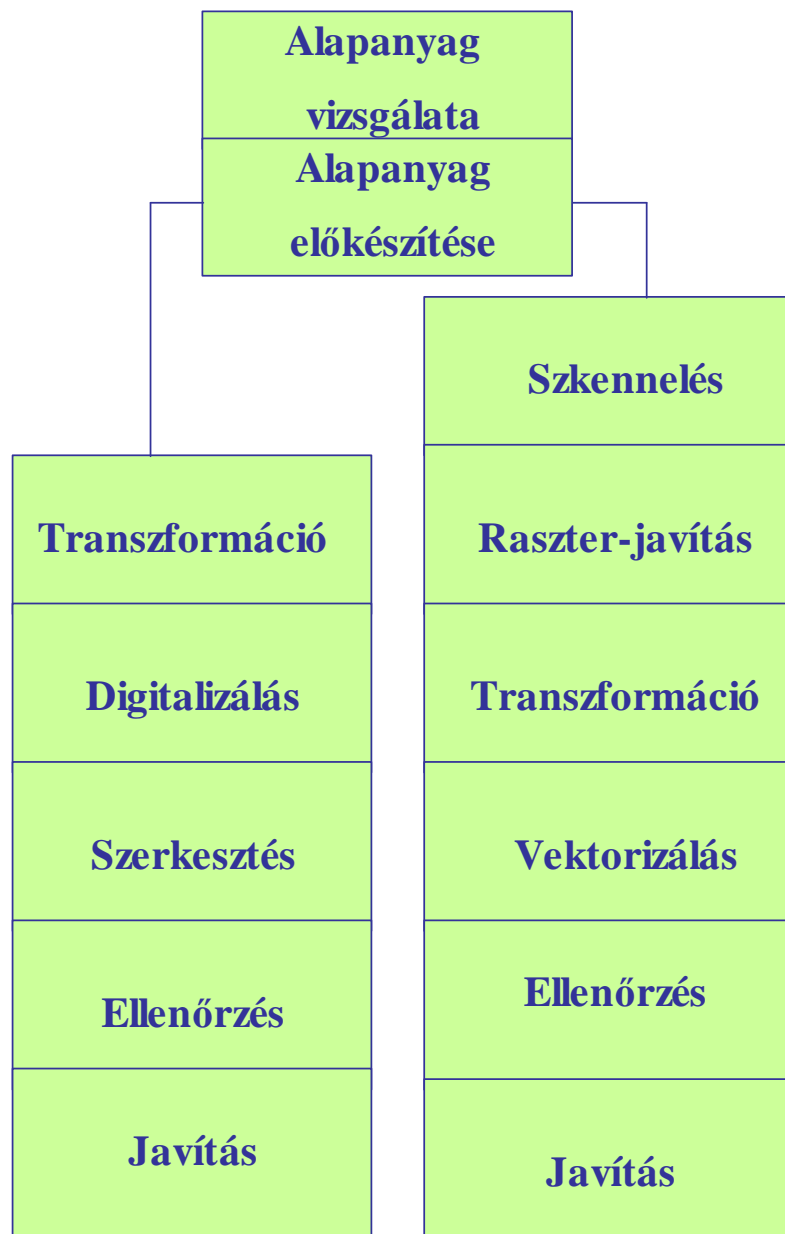 Alapanyag
vizsgálata
Alapanyag
előkészítése
Transzformáció
Digitalizálás
Szerkesztés
Ellenőrzés
Javítás
Szkennelés
Raszter-javítás
Transzformáció
Vektorizálás
Ellenőrzés
Javítás